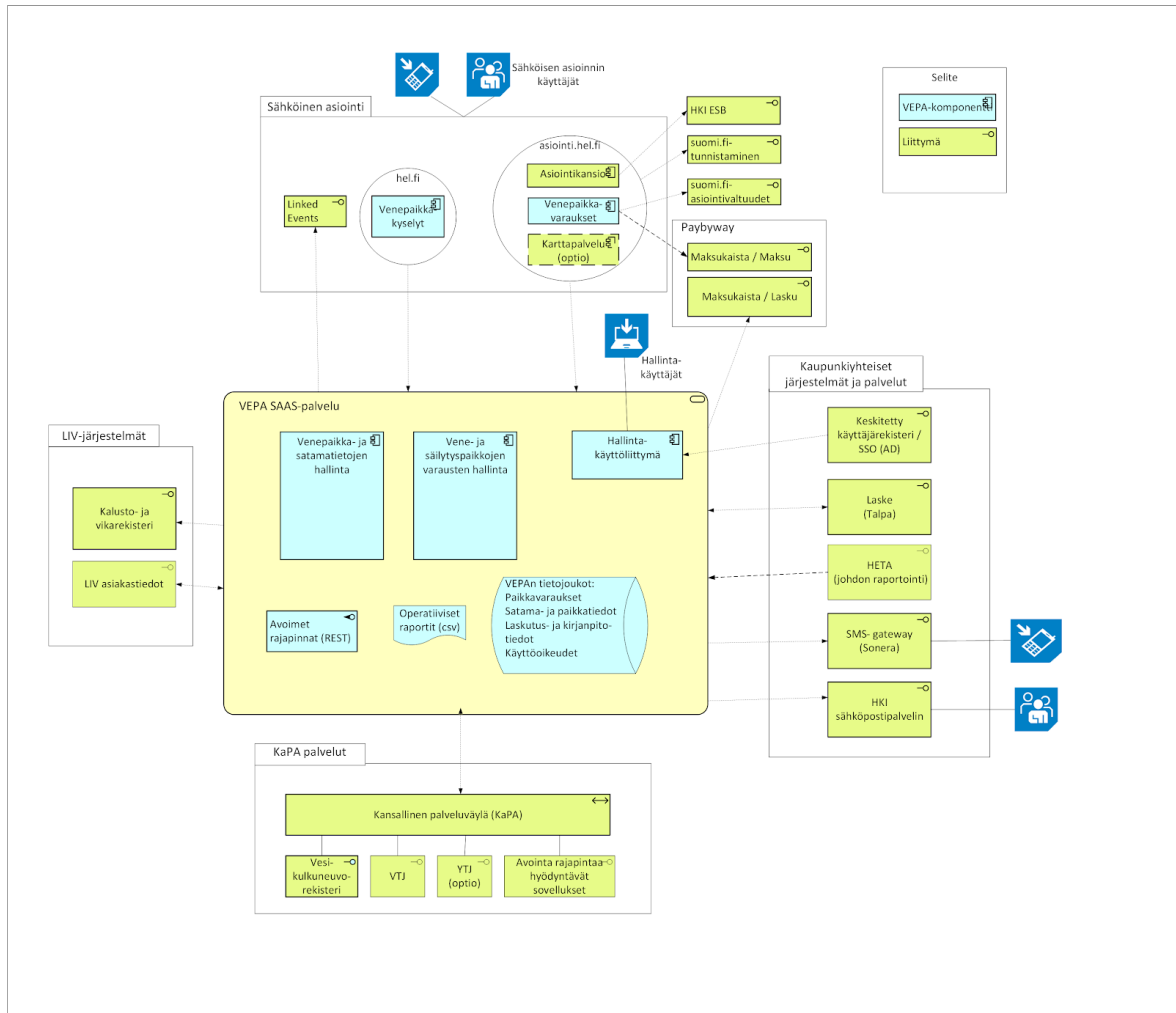 Sähköisen asioinnin
käyttäjät
Selite
VEPA-komponentti
Liittymä
Sähköinen asiointi
Linked
Events
hel.fi
Venepaikka-
kyselyt
asiointi.hel.fi
Asiointikansio
Venepaikka-
varaukset
Karttapalvelu
(optio)
HKI ESB
suomi.fi-
tunnistaminen
suomi.fi-
asiointivaltuudet
Paybyway
Maksukaista / Maksu
Maksukaista / Lasku
Hallinta-
käyttäjät
VEPA SAAS-palvelu
Venepaikka- ja
satamatietojen
hallinta
Vene- ja
säilytyspaikkojen
varausten hallinta
Hallinta-
käyttöliittymä
Avoimet
rajapinnat (REST)
Operatiiviset
raportit (csv)
VEPAn tietojoukot:
Paikkavaraukset
Satama- ja paikkatiedot
Laskutus- ja kirjanpito-
tiedot
Käyttöoikeudet
LIV-järjestelmät
Kalusto- ja
vikarekisteri
LIV asiakastiedot
Kaupunkiyhteiset
järjestelmät ja palvelut
Keskitetty
käyttäjärekisteri /
SSO (AD)
Laske
(Talpa)
HETA
(johdon raportointi)
SMS- gateway
(Sonera)
HKI
sähköpostipalvelin
KaPA palvelut
Kansallinen palveluväylä (KaPA)
Vesi-
kulkuneuvo-
rekisteri
VTJ
YTJ
(optio)
Avointa rajapintaa
hyödyntävät
sovellukset